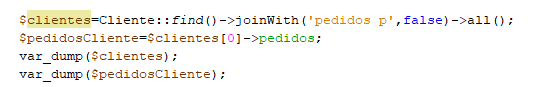 $clientes=Cliente::find()->joinWith('pedidos p',false)->all();
$pedidosCliente=$clientes[0]->pedidos;
var_dump($clientes);
var_dump($pedidosCliente);